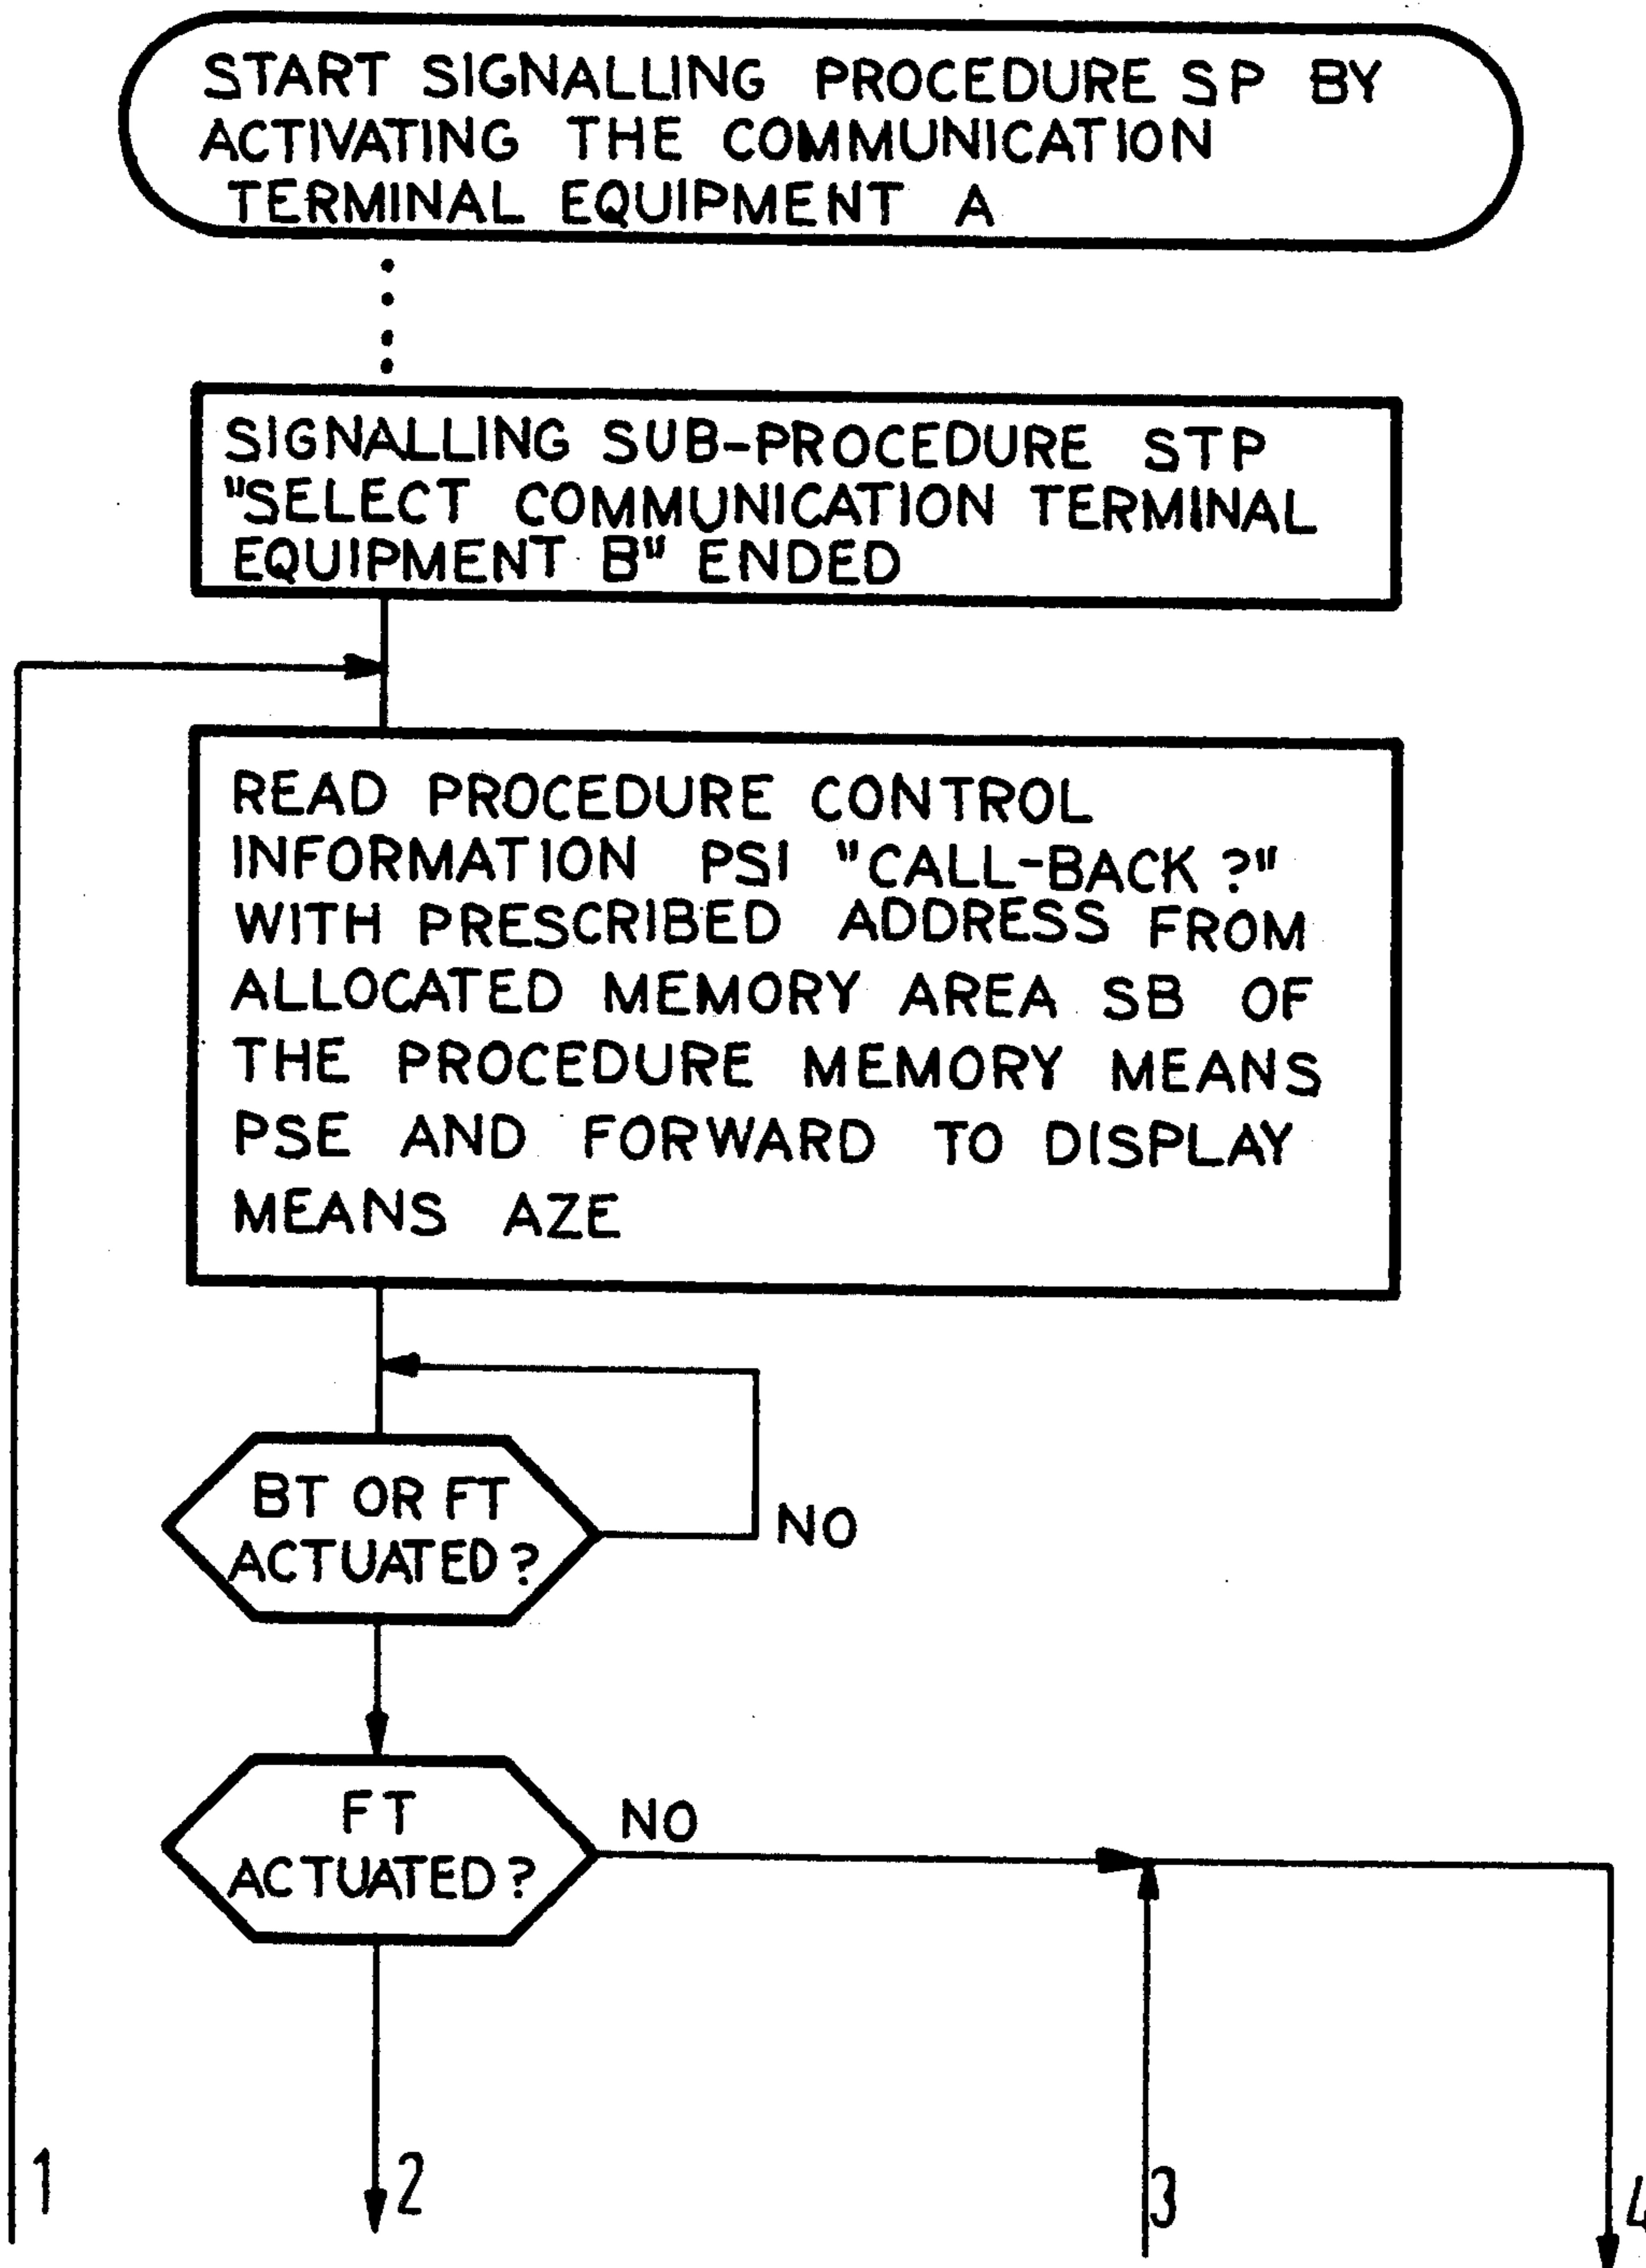 START SIGNALLING PROCEDURE SP BY
ACTIVATING THE COMMUNICATION
TERMINAL EQUIPMENT A
SIGNALLING SUB-PROCEDURE STP
"SELECT COMMUNICATION TERMINAL
EQUIPMENT B" ENDED
READ PROCEDURE CONTROL
INFORMATION PSI "CALL-BACK ?"
WITH PRESCRIBED ADDRESS FROM
ALLOCATED MEMORY AREA SB OF
THE PROCEDURE MEMORY MEANS
PSE AND FORWARD TO DISPLAY
MEANS AZE
BT OR FT
ACTUATED?
NO
FT
ACTUATED?
NO
1
2
3
4